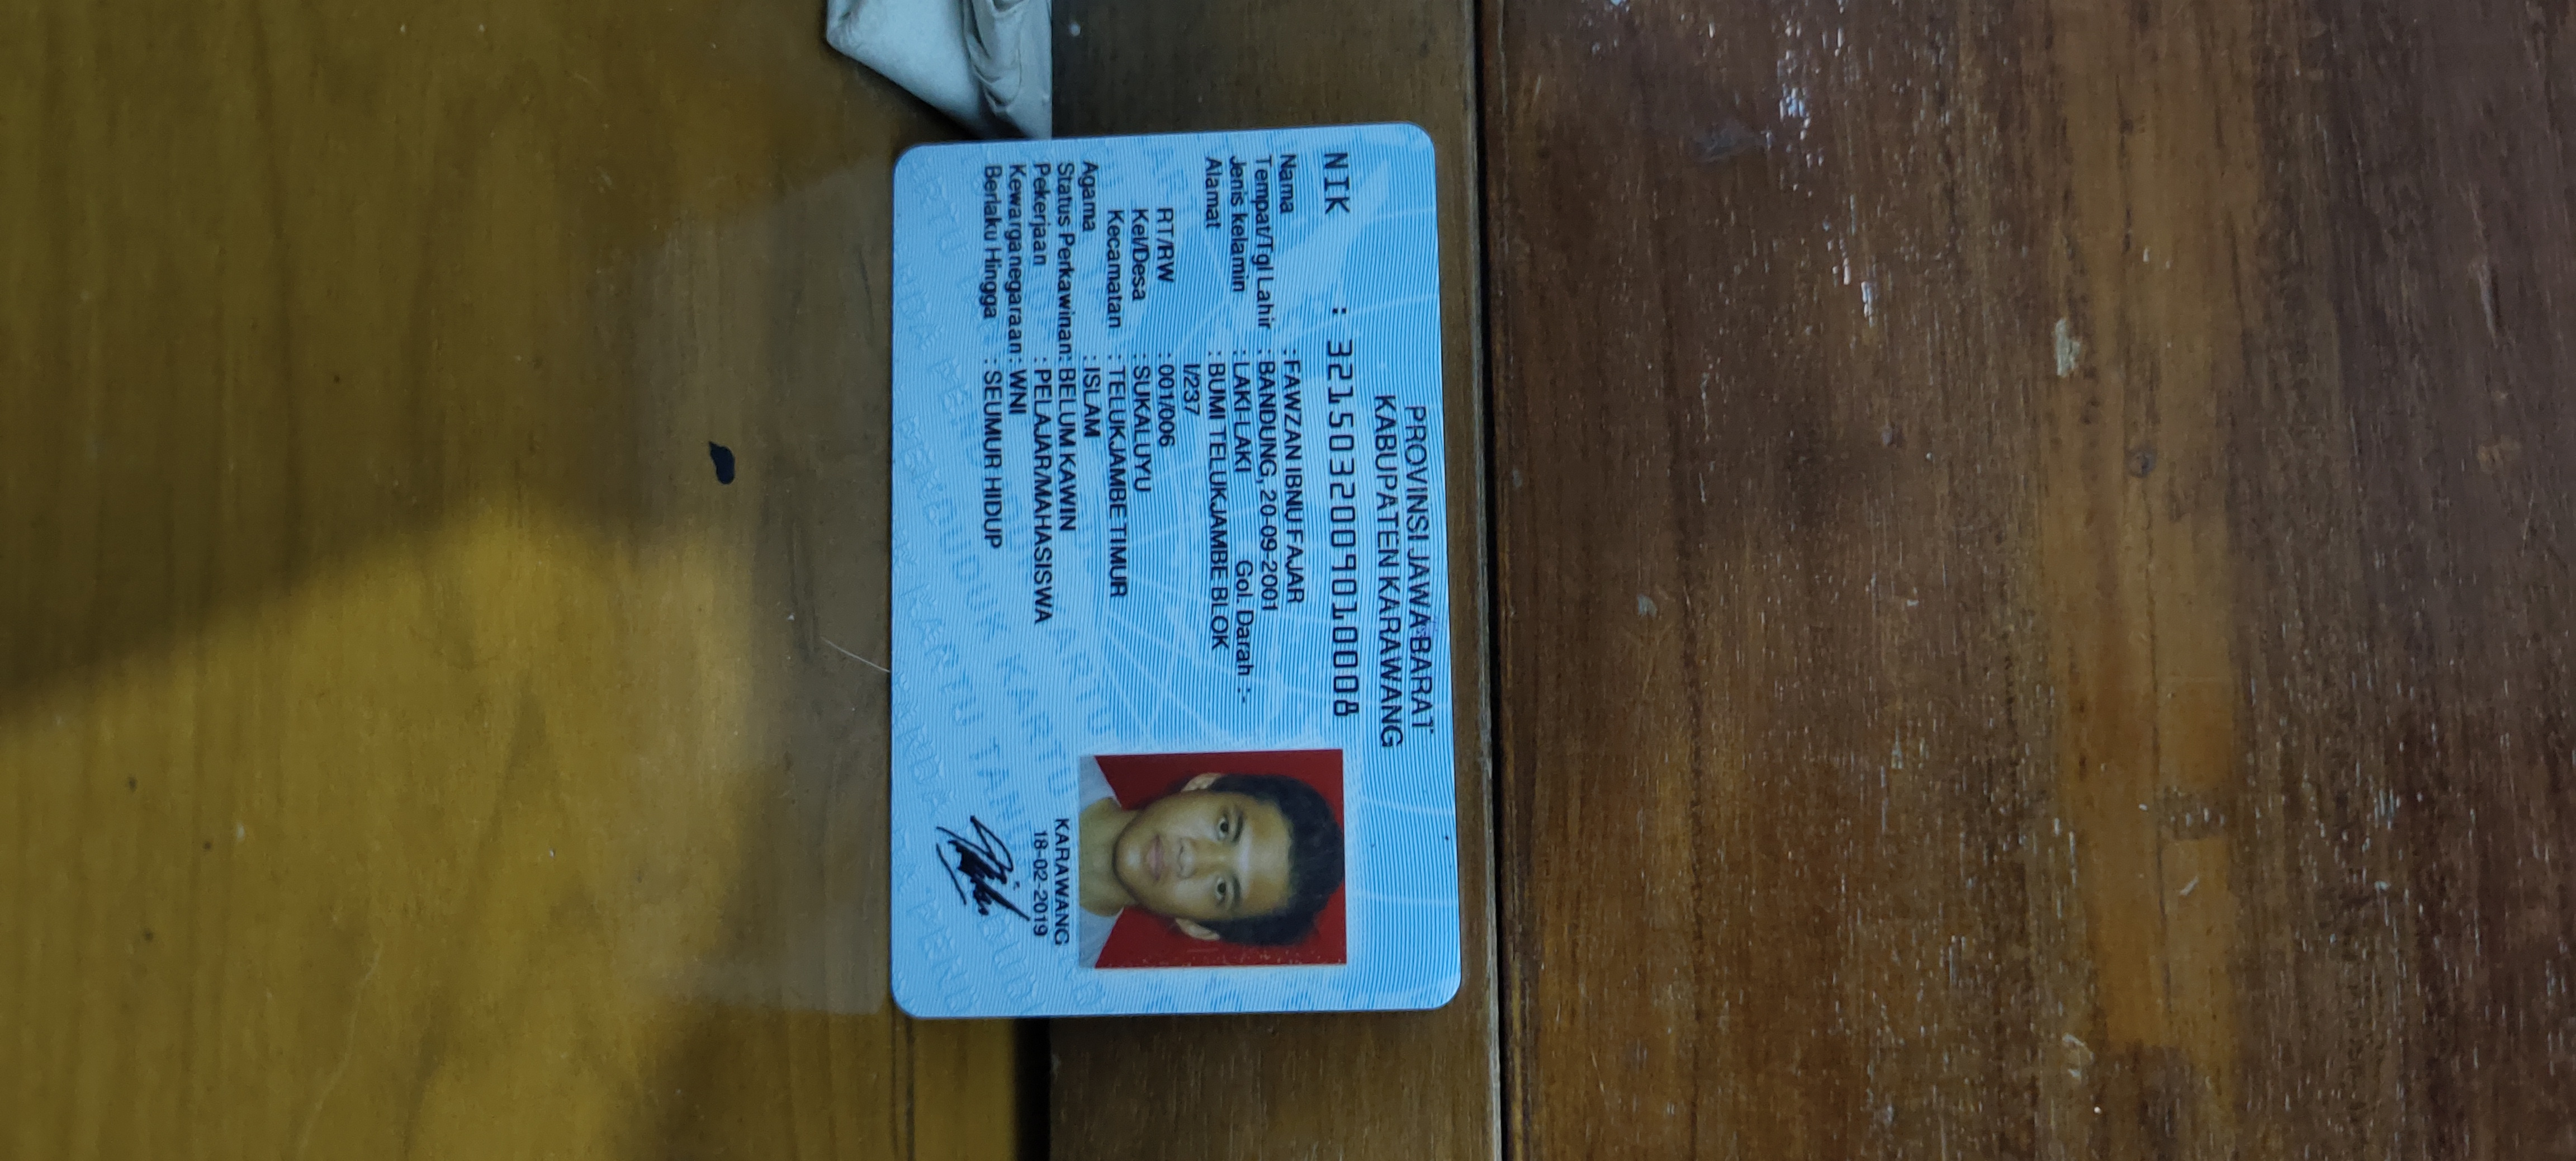 PROVINSI JAWA BARAT
KABUPATEN KARAWANG
NIK : 3215032009010008
Nama : FAWZAN IBNU FAJAR
Tempat/Tgl Lahir : BANDUNG, 20-09-2001
Jenis kelamin : LAKI-LAKI Gol. Darah :-
Alamat : BUMI TELUKJAMBE BLOK
I/237
RT/RW : 001/006
Kel/Desa : SUKALUYU
Kecamatan : TELUKJAMBE TIMUR
Agama : ISLAM
Status Perkawinan: BELUM KAWIN
Pekerjaan : PELAJAR/MAHASISWA
Kewarganegaraan: WNI
Berlaku Hingga : SEUMUR HIDUP
KARAWANG
18-02-2019